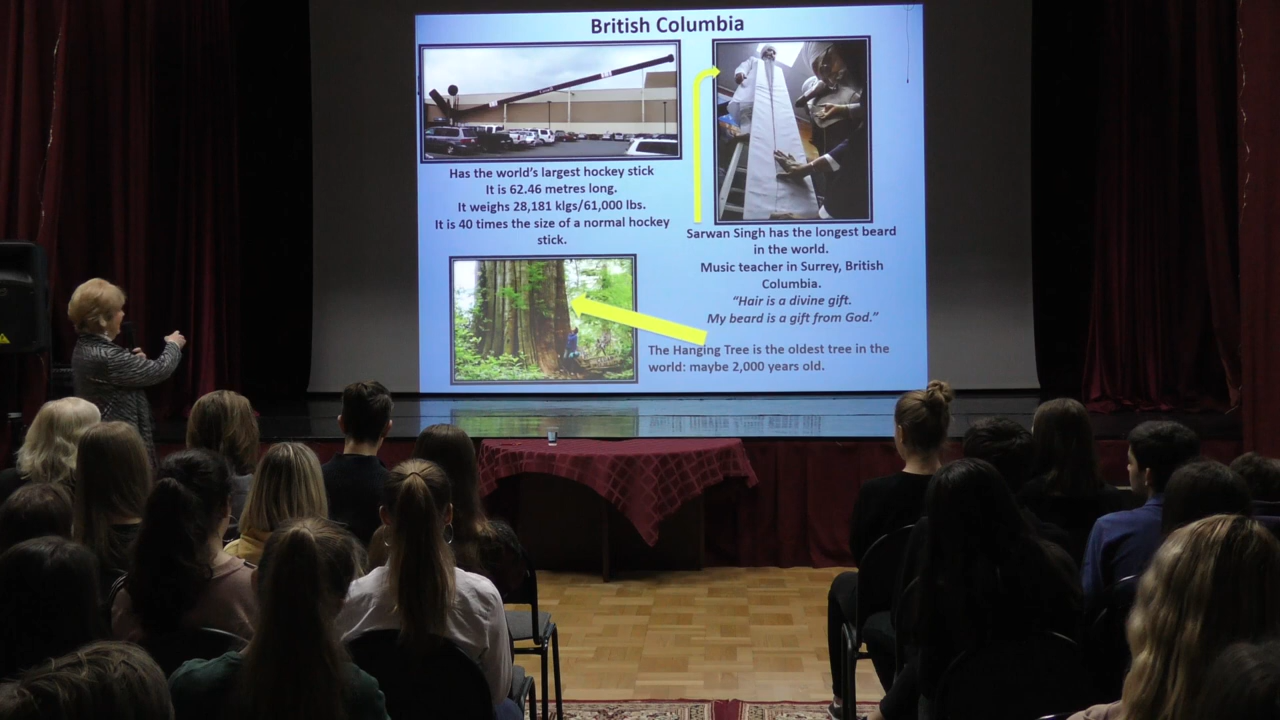 British Columbia
Has the world's largest hockey stick
It is 62.46 metres long.
It weighs 28,181 klgs/61,000 lbs.
It is 40 times the size of a normal hockey
stick.
Sarwan Singh has the longest beard
in the world.
Music teacher in Surrey, British
Columbia.
“Hair is a divine gift.
My beard is a gift from God.”
The Hanging Tree is the oldest tree in the
world: maybe 2,000 years old.